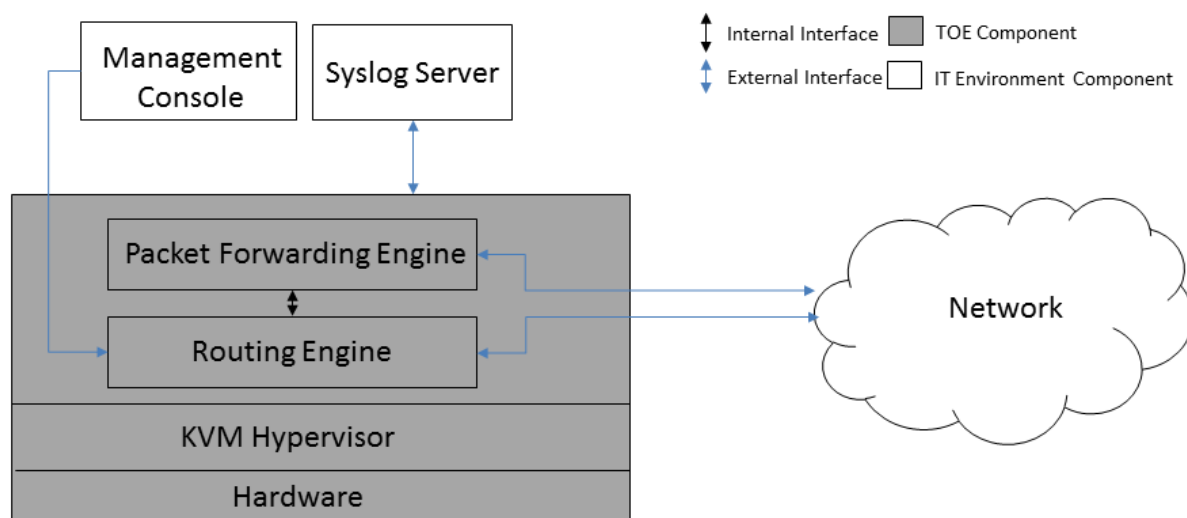 Management
Console
Syslog Server
Internal Interface
TOE Component
External Interface
IT Environment Component
Packet Forwarding Engine
Routing Engine
Network
KVM Hypervisor
Hardware